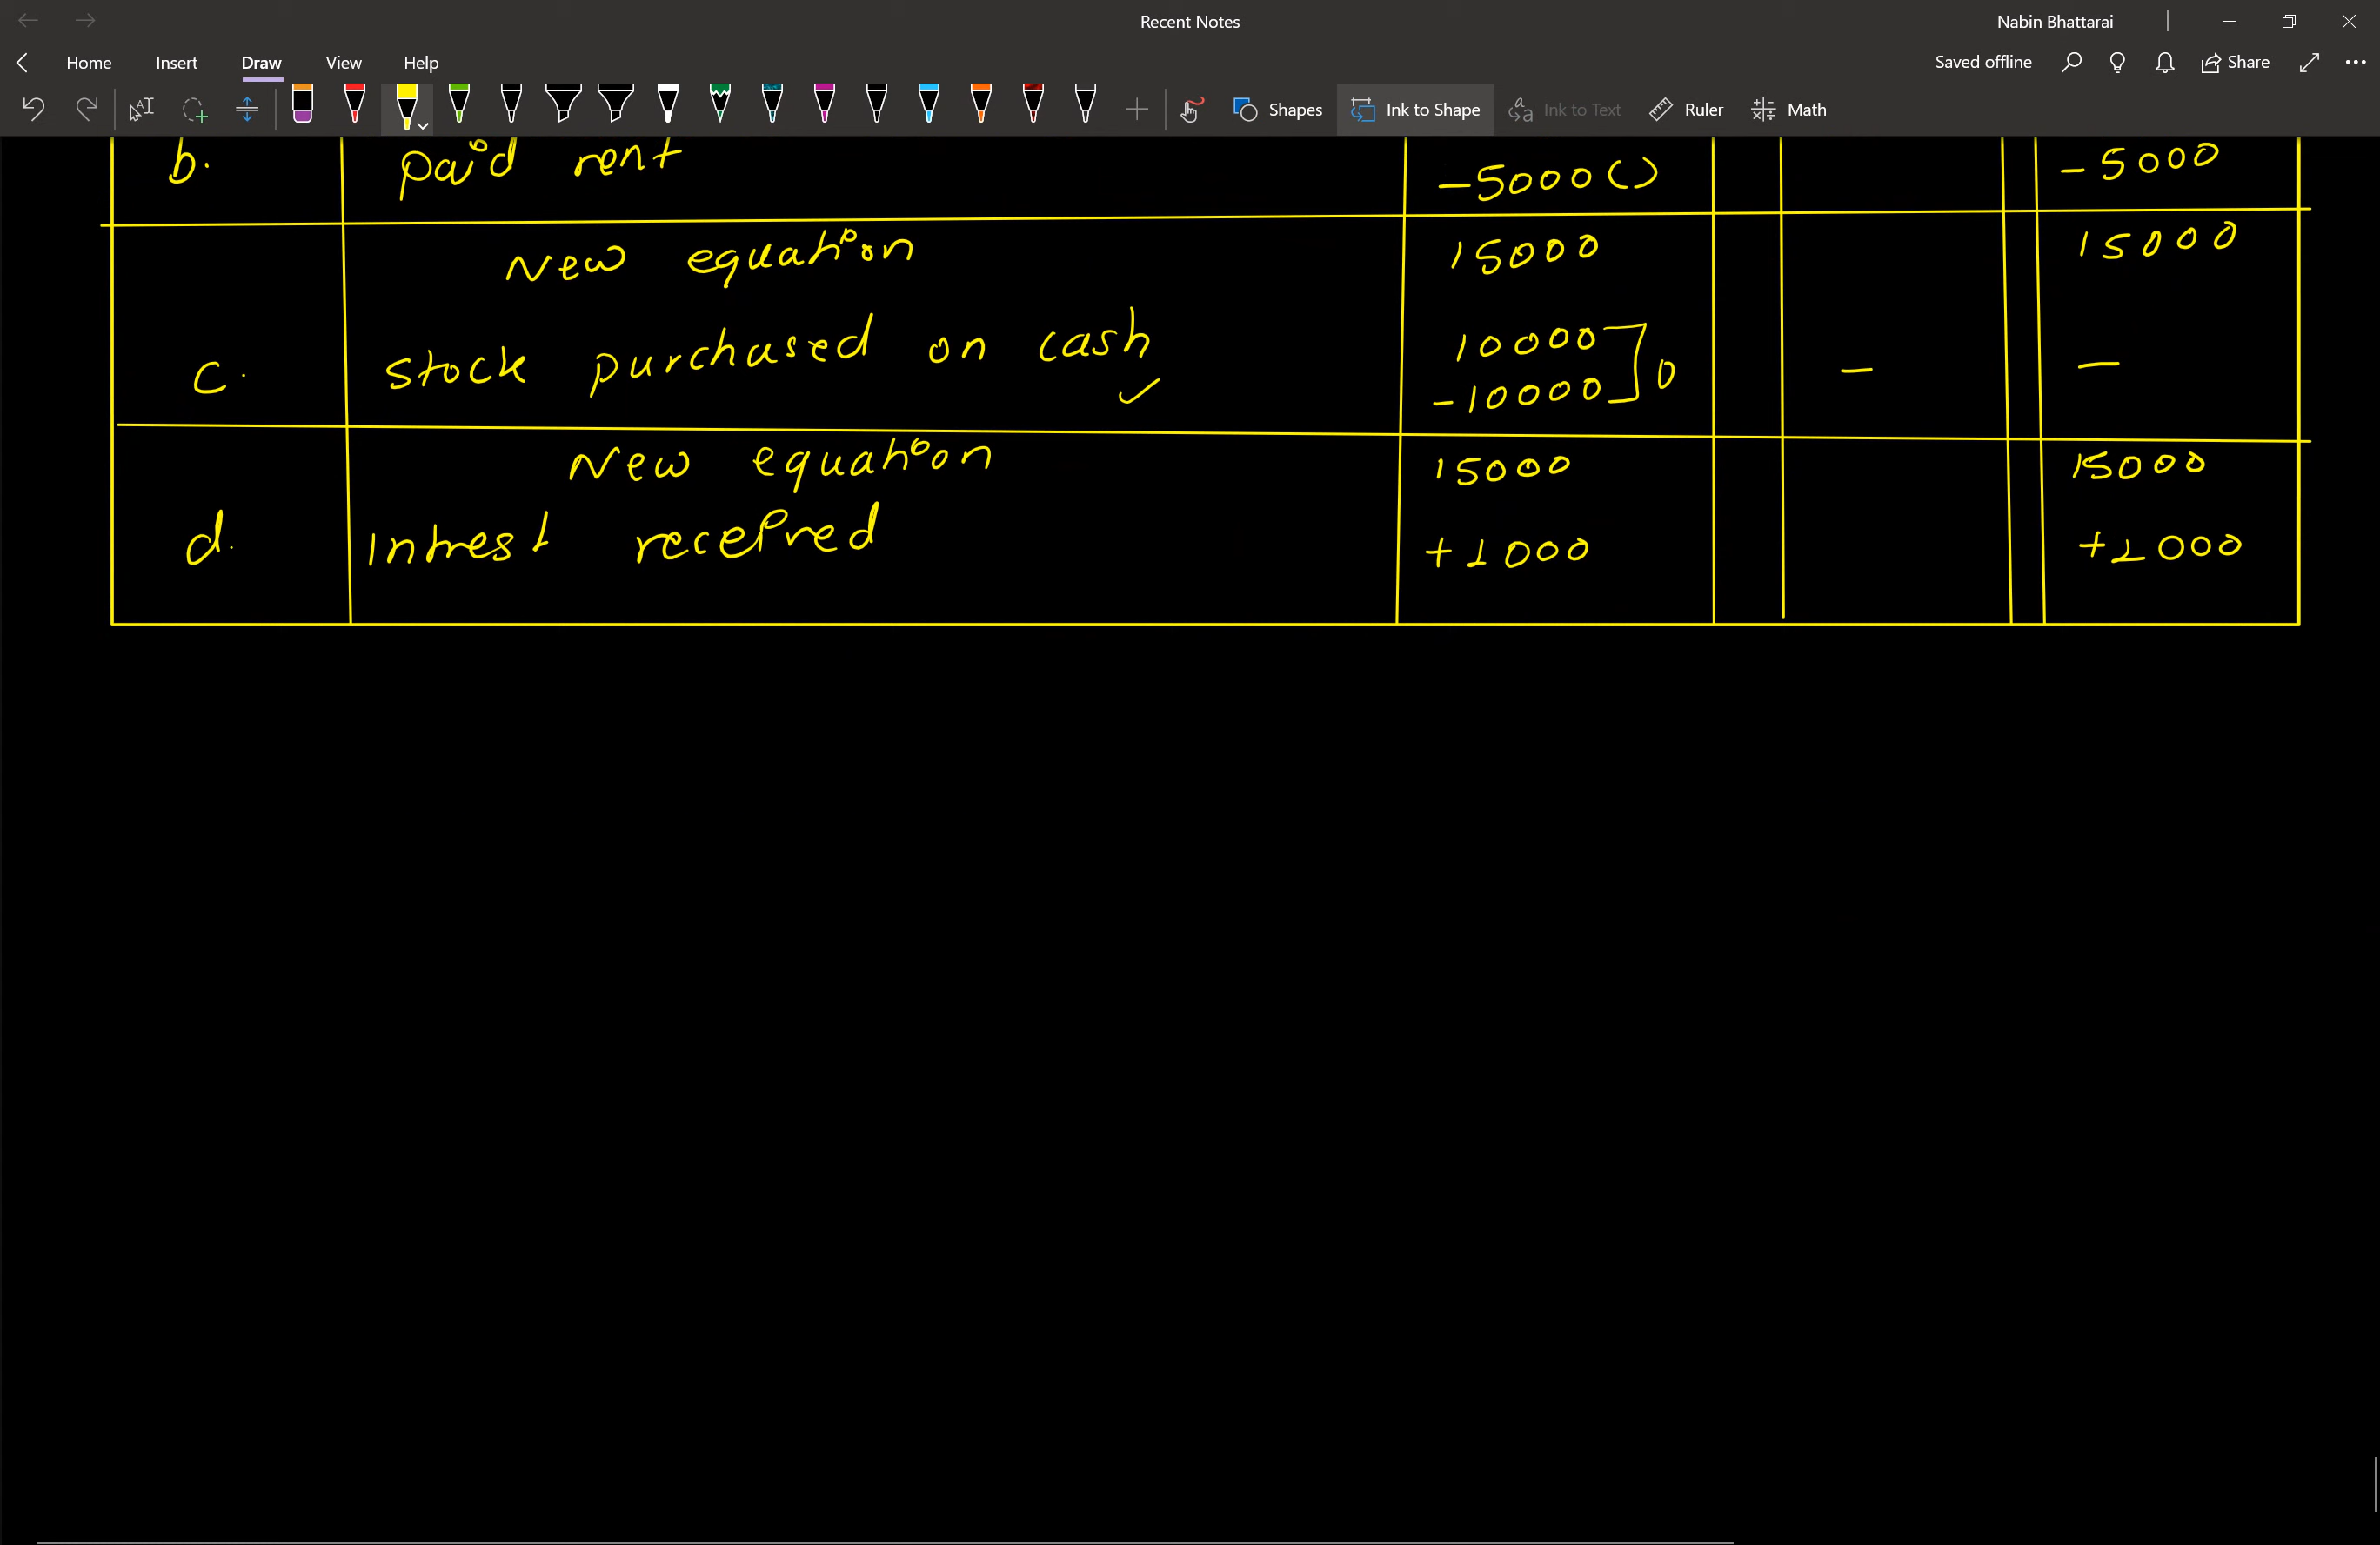 Recent Notes
Nabin Bhattarai
Home Insert Draw View Help
Saved offline Share
Shapes Ink to Shape Ink to Text Ruler Math
b. paid rent -5000 () -5000
New equation 15000 15000
c. stock purchased on cash 10000 -10000 ] 0 - -
New equation 15000 15000
d. Intrest received +1000 +1000